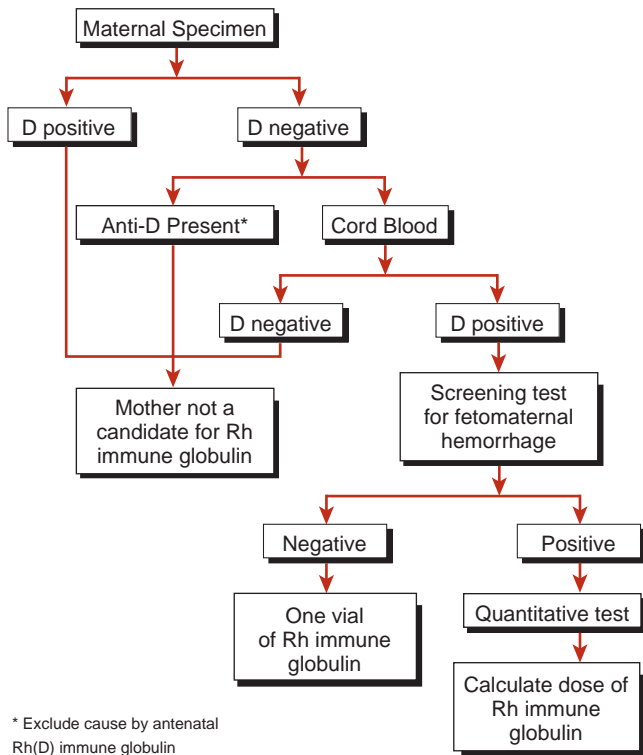 Maternal Specimen
D positive
D negative
Anti-D Present*
Cord Blood
D negative
D positive
Mother not a
candidate for Rh
immune globulin
Screening test
for fetomaternal
hemorrhage
Negative
Positive
One vial
of Rh immune
globulin
Quantitative test
Calculate dose of
Rh immune
globulin
* Exclude cause by antenatal
Rh(D) immune globulin